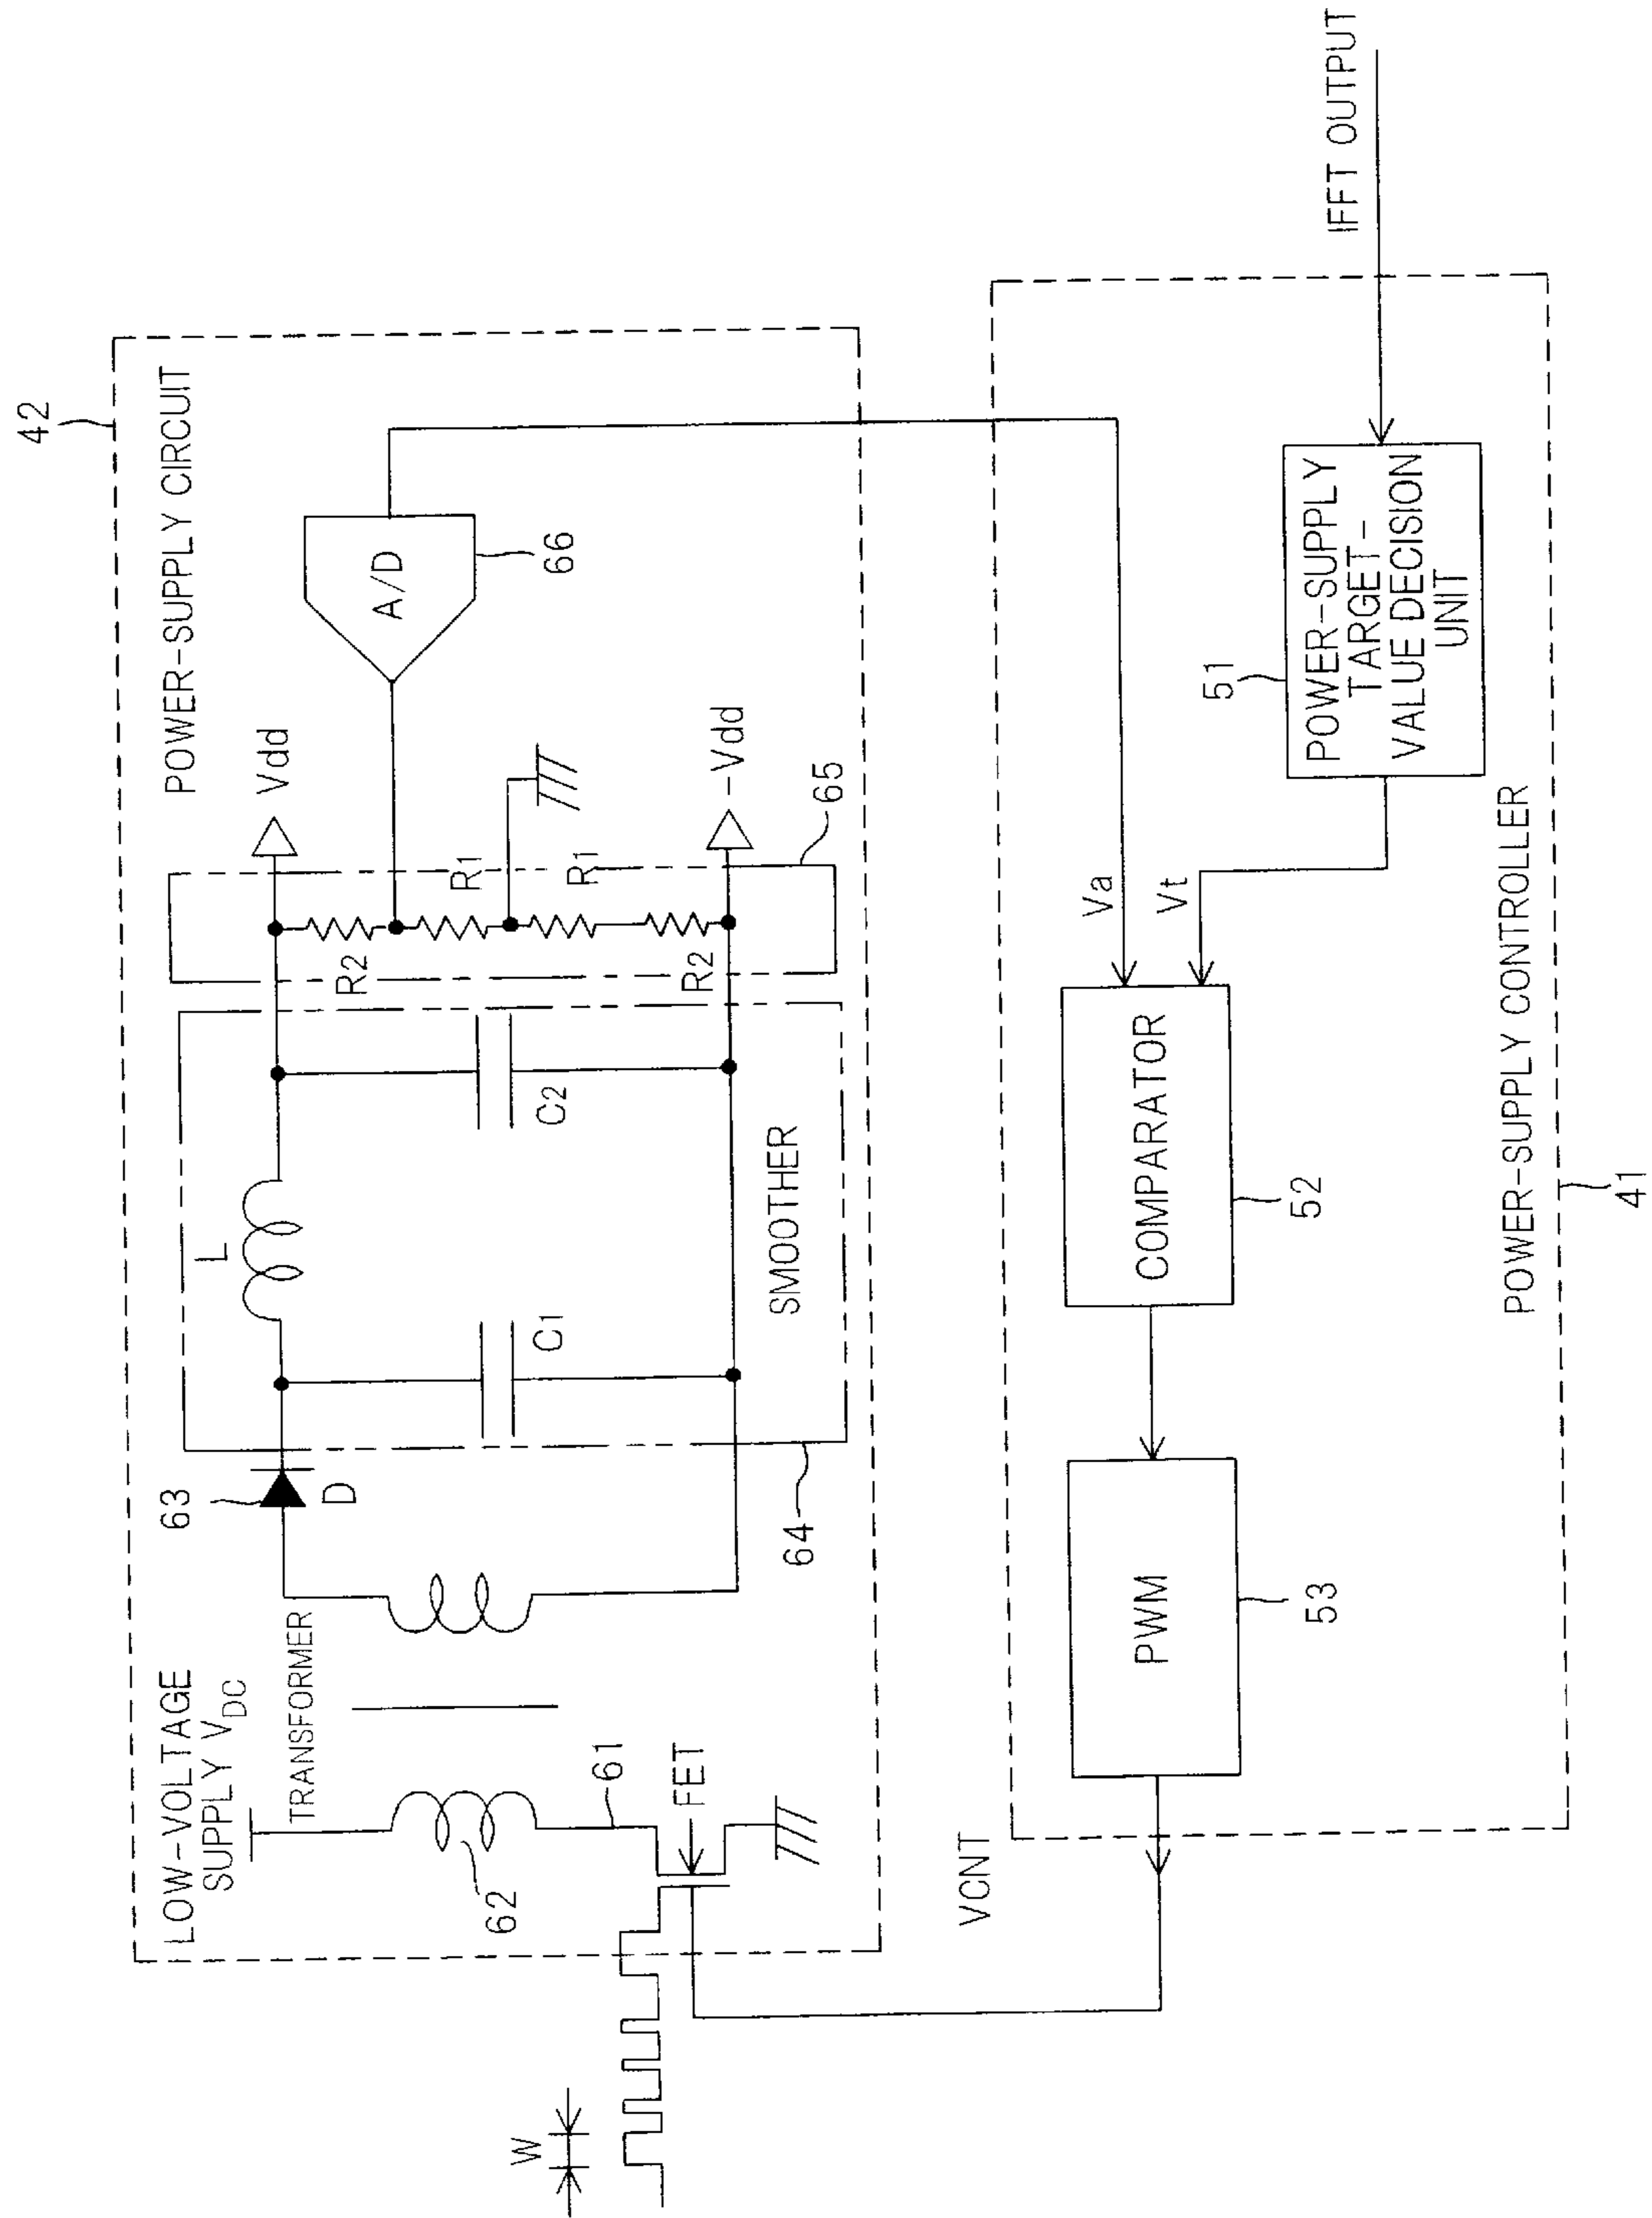 42
POWER-SUPPLY CIRCUIT
LOW-VOLTAGE
SUPPLY VDC
TRANSFORMER
63
D
L
Vdd
A/D
66
C1
C2
R2
R1
R1
R2
-Vdd
65
SMOOTHER
64
62
61
FET
W
VCNT
PWM
53
COMPARATOR
52
Va
Vt
51
POWER-SUPPLY
TARGET-
VALUE DECISION
UNIT
IFFT OUTPUT
POWER-SUPPLY CONTROLLER
41